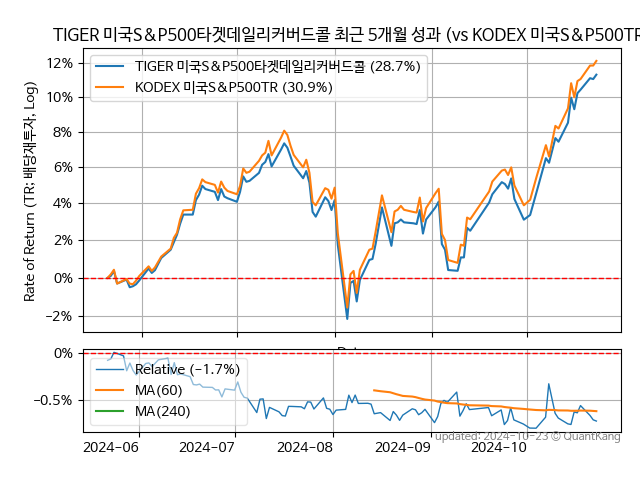 TIGER 미국S&P500타겟데일리커버드콜 최근 5개월 성과 (vs KODEX 미국S&P500TR
Rate of Return (TR: 배당재투자, Log)
12%
10%
8%
6%
4%
2%
0%
−2%
TIGER 미국S&P500타겟데일리커버드콜 (28.7%)
KODEX 미국S&P500TR (30.9%)
0%
−0.5%
Relative (−1.7%)
MA(60)
MA(240)
2024-06
2024-07
2024-08
2024-09
2024-10
updated: 2024-10-23 © QuantKang